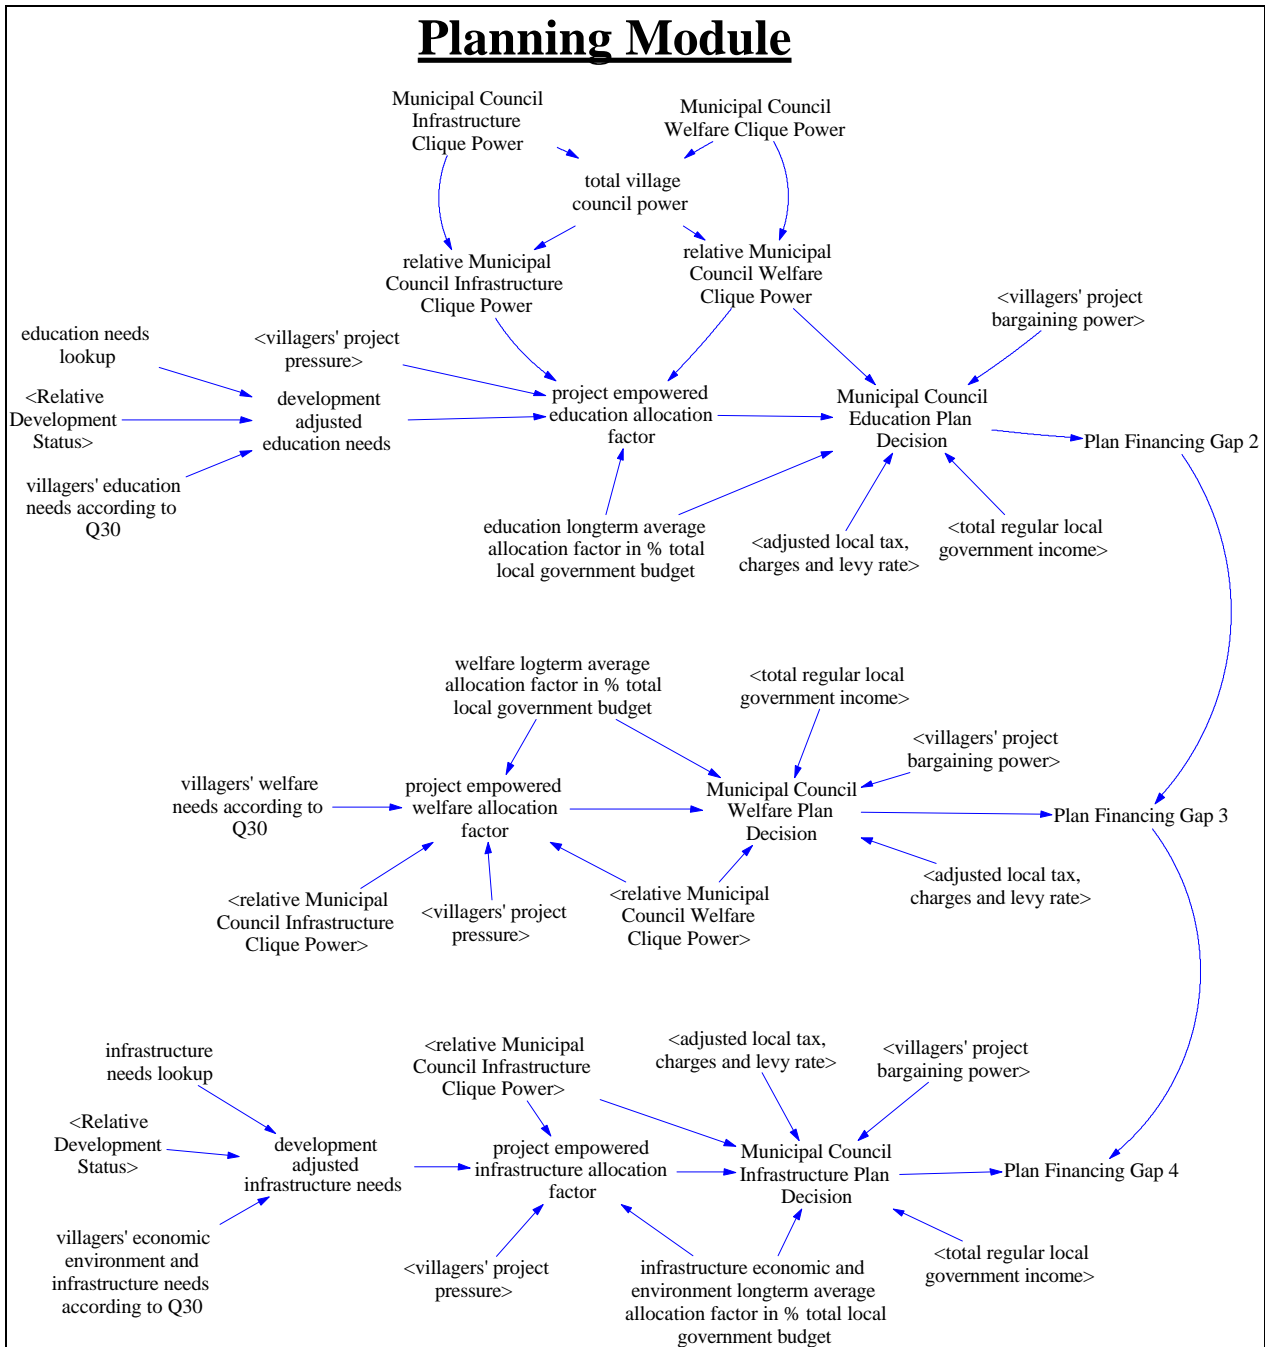 Planning Module
Municipal Council
Infrastructure
Clique Power
Municipal Council
Welfare Clique Power
total village
council power
relative Municipal
Council Infrastructure
Clique Power
relative Municipal
Council Welfare
Clique Power
<villagers' project
bargaining power>
education needs
lookup
<villagers' project
pressure>
<Relative
Development
Status>
development
adjusted
education needs
project empowered
education allocation
factor
Municipal Council
Education Plan
Decision
Plan Financing Gap 2
villagers' education
needs according to
Q30
education longterm average
allocation factor in % total
local government budget
<adjusted local tax,
charges and levy rate>
<total regular local
government income>
welfare logterm average
allocation factor in % total
local government budget
<total regular local
government income>
<villagers' project
bargaining power>
villagers' welfare
needs according to
Q30
project empowered
welfare allocation
factor
Municipal Council
Welfare Plan
Decision
Plan Financing Gap 3
<relative Municipal
Council Infrastructure
Clique Power>
<villagers' project
pressure>
<relative Municipal
Council Welfare
Clique Power>
<adjusted local tax,
charges and levy rate>
infrastructure
needs lookup
<relative Municipal
Council Infrastructure
Clique Power>
<adjusted local tax,
charges and levy rate>
<villagers' project
bargaining power>
<Relative
Development
Status>
development
adjusted
infrastructure needs
project empowered
infrastructure allocation
factor
Municipal Council
Infrastructure Plan
Decision
Plan Financing Gap 4
villagers' economic
environment and
infrastructure needs
according to Q30
<villagers' project
pressure>
infrastructure economic and
environment longterm average
allocation factor in % total local
government budget
<total regular local
government income>